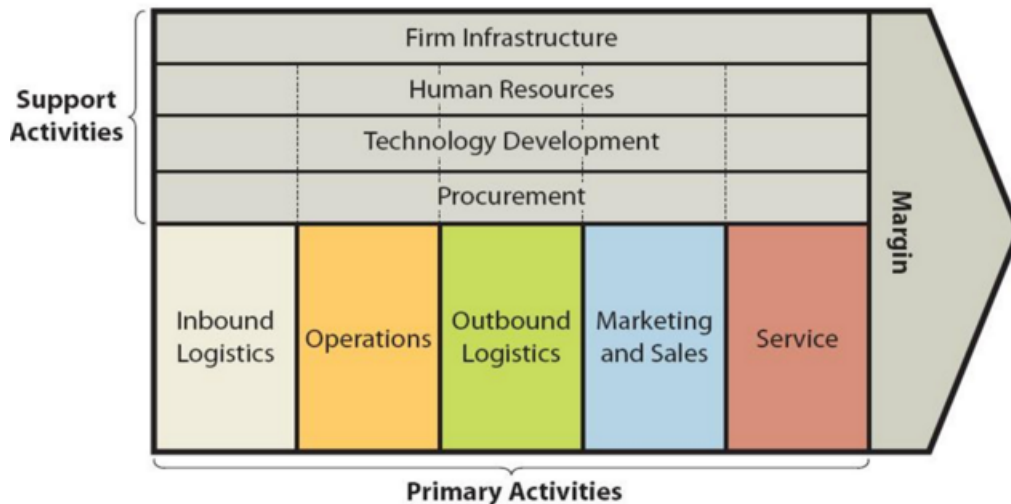 Firm Infrastructure
Human Resources
Technology Development
Procurement
Support
Activities
Inbound
Logistics
Operations
Outbound
Logistics
Marketing
and Sales
Service
Margin
Primary Activities